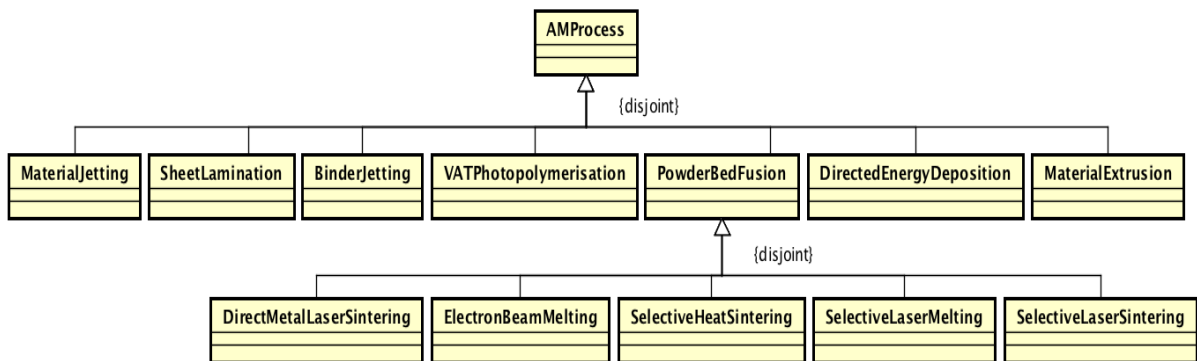 AMProcess
{disjoint}
MaterialJetting SheetLamination BinderJetting VATPhotopolymerisation PowderBedFusion DirectedEnergyDeposition MaterialExtrusion
{disjoint}
DirectMetalLaserSintering ElectronBeamMelting SelectiveHeatSintering SelectiveLaserMelting SelectiveLaserSintering